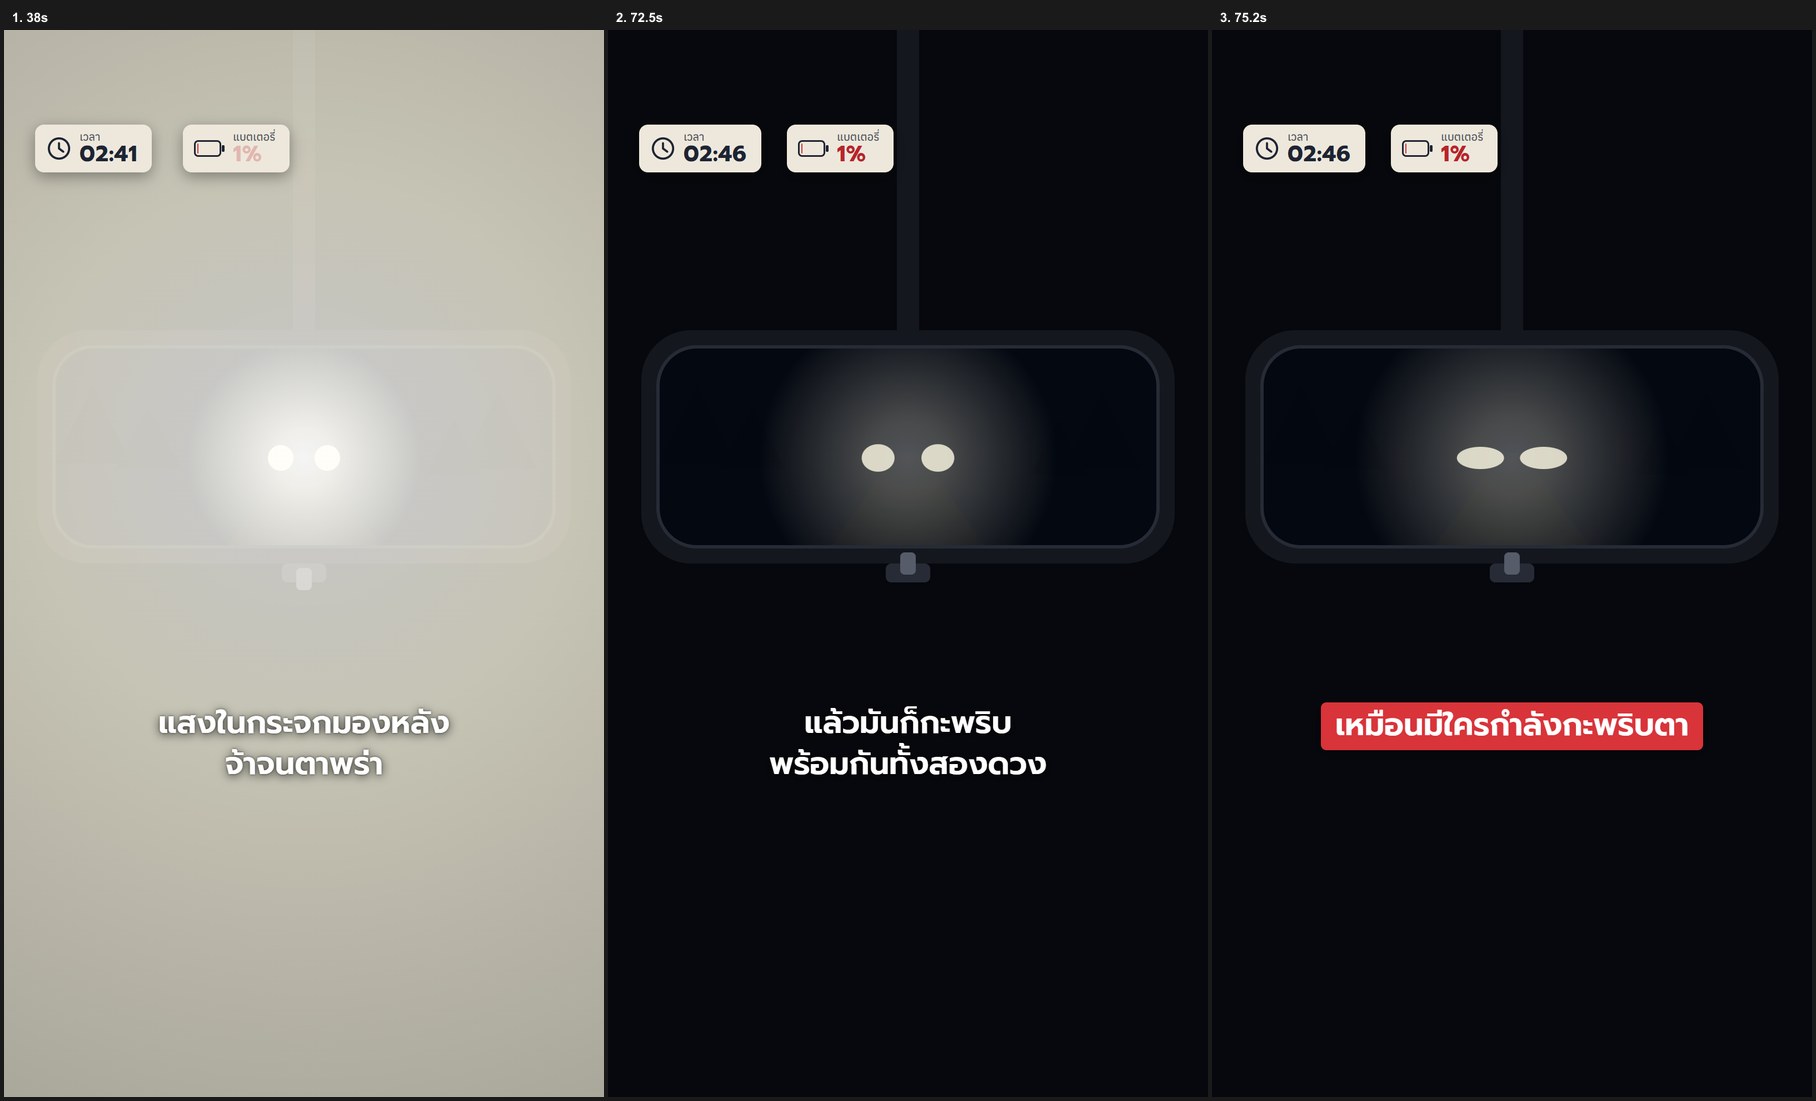 1. 38s
เวลา
02:41
แบตเตอรี่
1%
แสงในกระจกมองหลัง
จ้าจนตาพร่า
2. 72.5s
เวลา
02:46
แบตเตอรี่
1%
แล้วมันก็กะพริบ
พร้อมกันทั้งสองดวง
3. 75.2s
เวลา
02:46
แบตเตอรี่
1%
เหมือนมีใครกำลังกะพริบตา